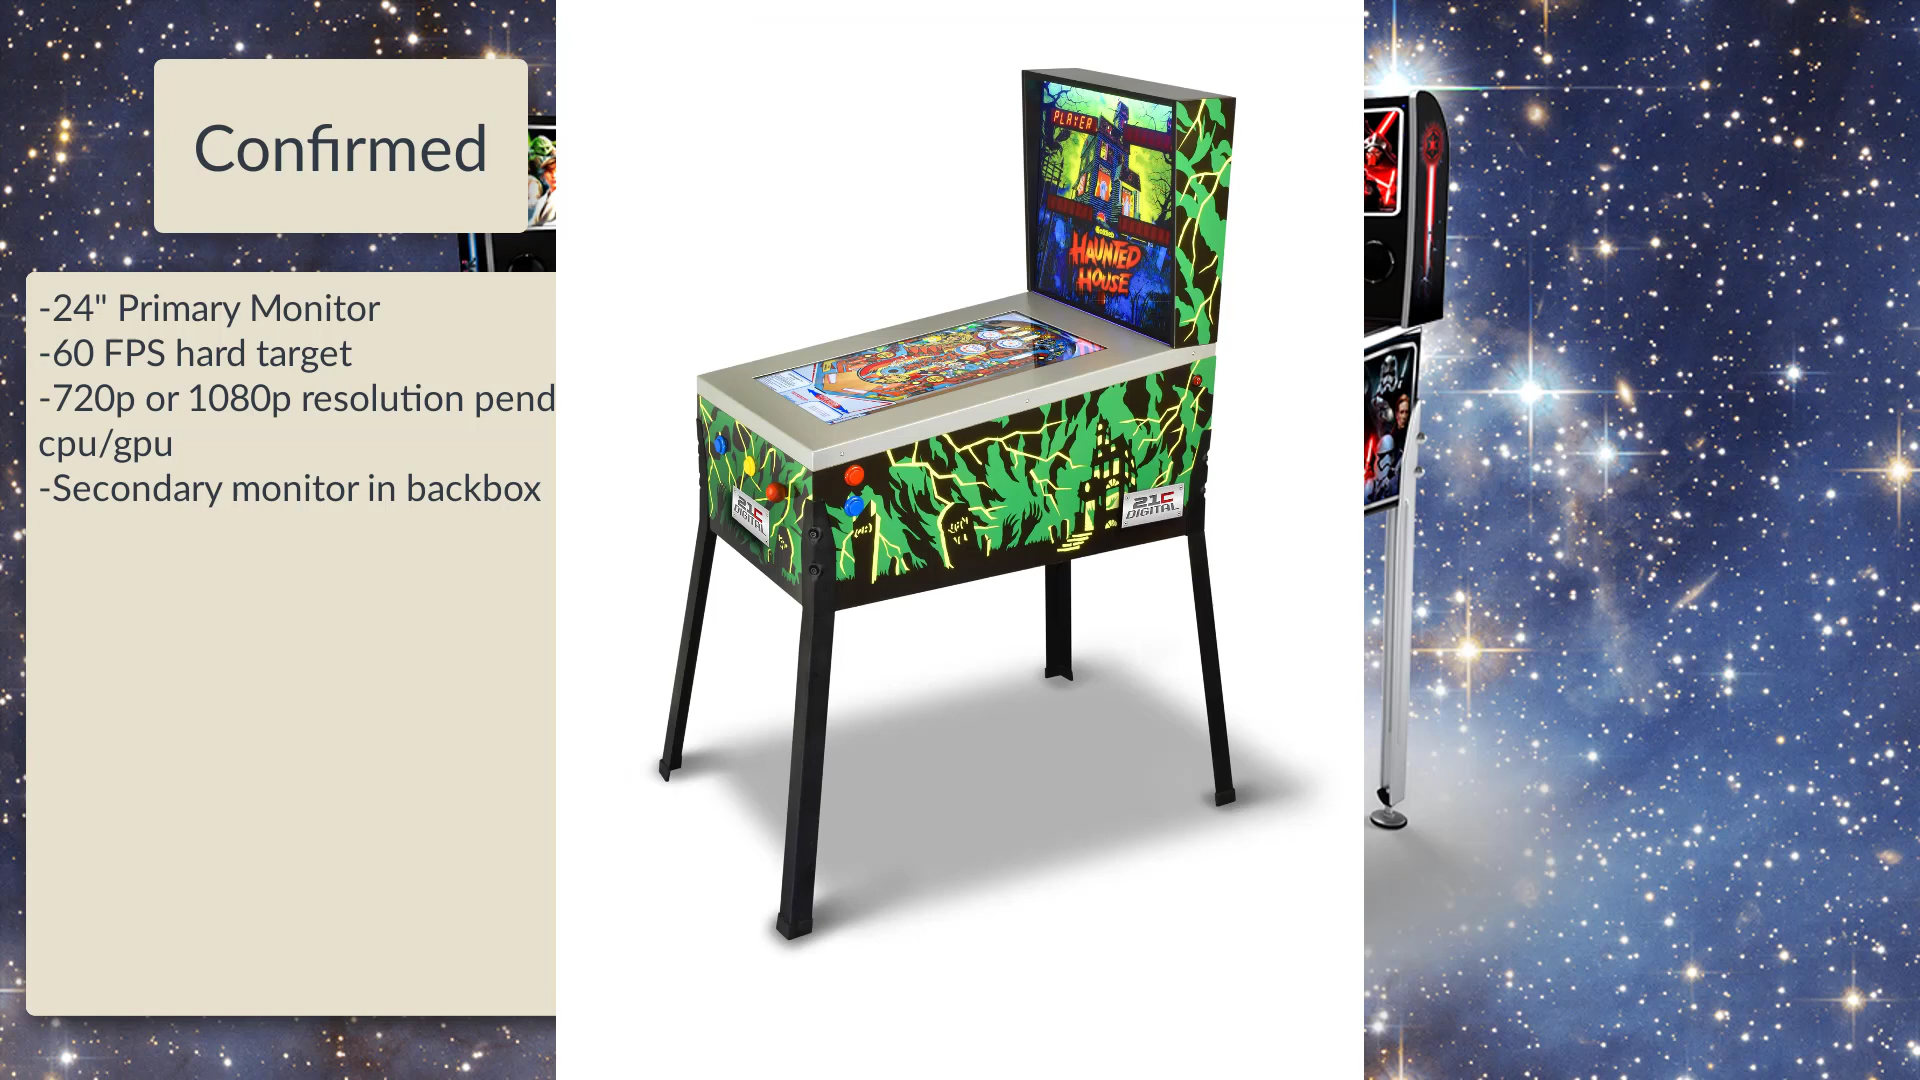 Confirmed
-24" Primary Monitor
-60 FPS hard target
-720p or 1080p resolution pend
cpu/gpu
-Secondary monitor in backbox
PLAYER
Gottlieb
HAUNTED
HOUSE
21C
DIGITAL
21C
DIGITAL